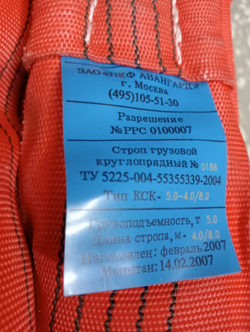 ЗАО «ПКФ АВАНГАРД»
г. Москва
(495)105-51-30
Разрешение
№РРС 0100007
Строп грузовой
круглопрядный № 0186
ТУ 5225-004-55355339-2004
Тип КСК- 5.0-4.0/8.0
Грузоподъемность, т 5.0
Длина стропа, м- 4.0/8.0
Изготовлен: февраль 2007
Испытан: 14.02.2007